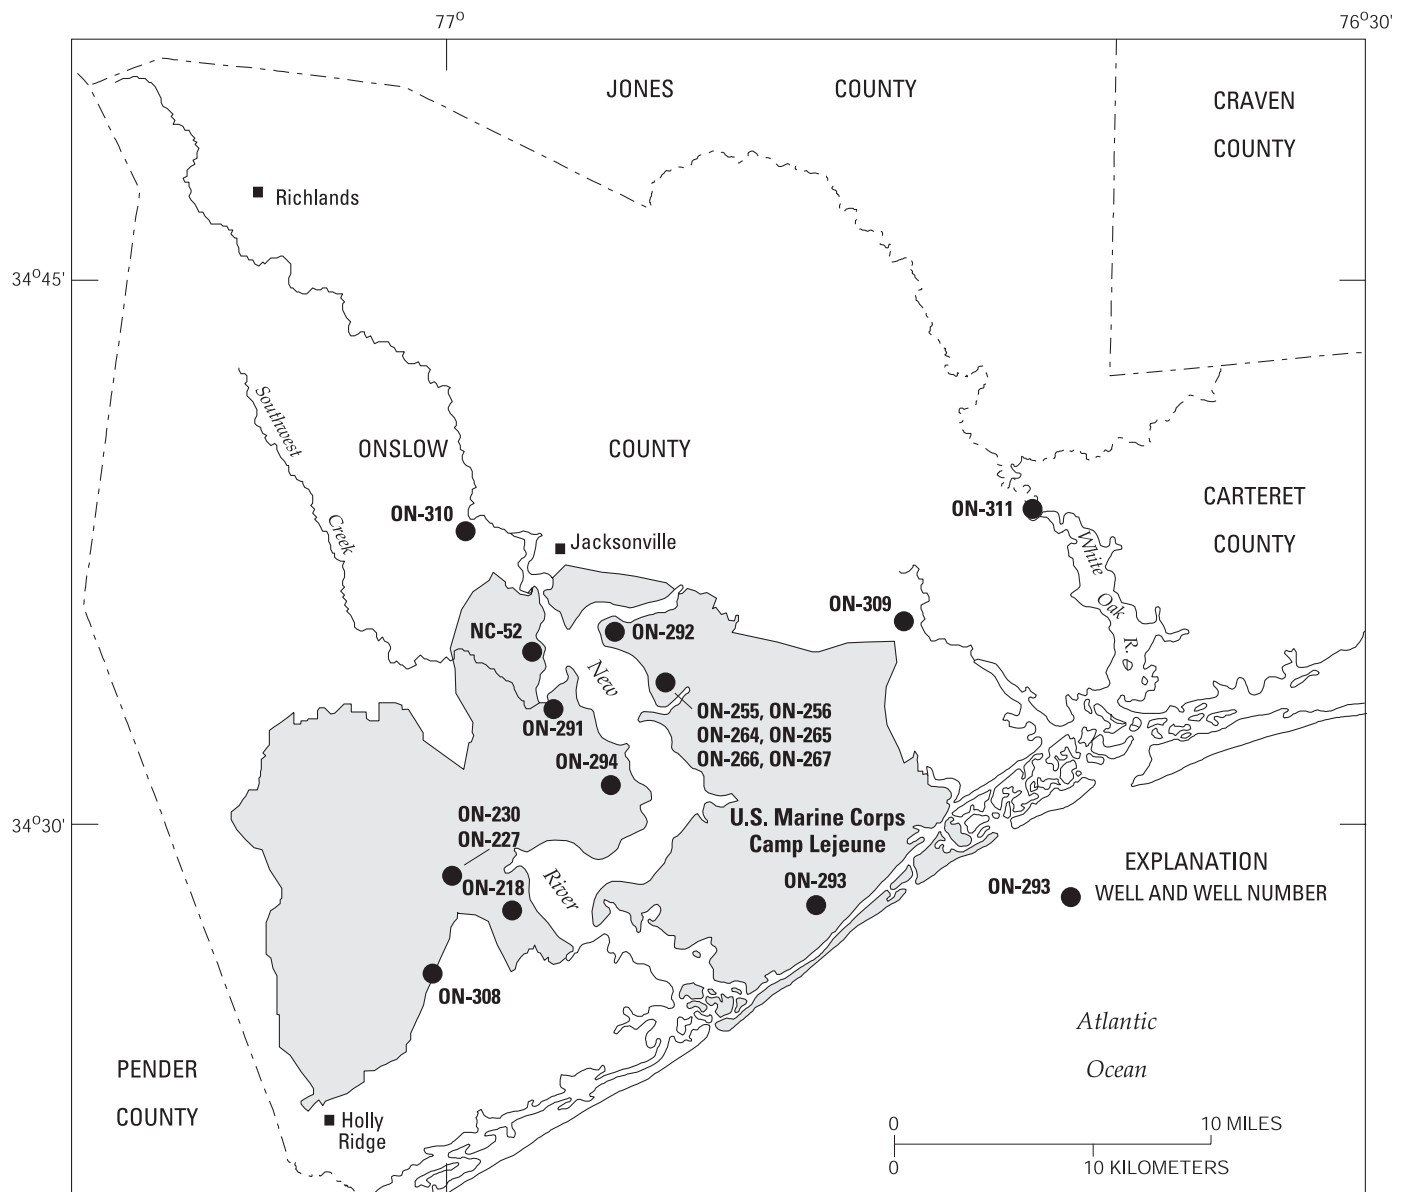 77°
76°30'
JONES COUNTY
CRAVEN
COUNTY
Richlands
34°45'
Southwest
Creek
ONSLOW COUNTY
CARTERET
COUNTY
ON-310
ON-311
Jacksonville
White
Oak
R.
ON-309
NC-52
ON-292
New
ON-255, ON-256
ON-264, ON-265
ON-266, ON-267
ON-291
ON-294
34°30'
ON-230
ON-227
U.S. Marine Corps
Camp Lejeune
ON-218
River
ON-293
EXPLANATION
ON-293 WELL AND WELL NUMBER
ON-308
Atlantic
Ocean
PENDER
COUNTY
Holly
Ridge
0 10 MILES
0 10 KILOMETERS